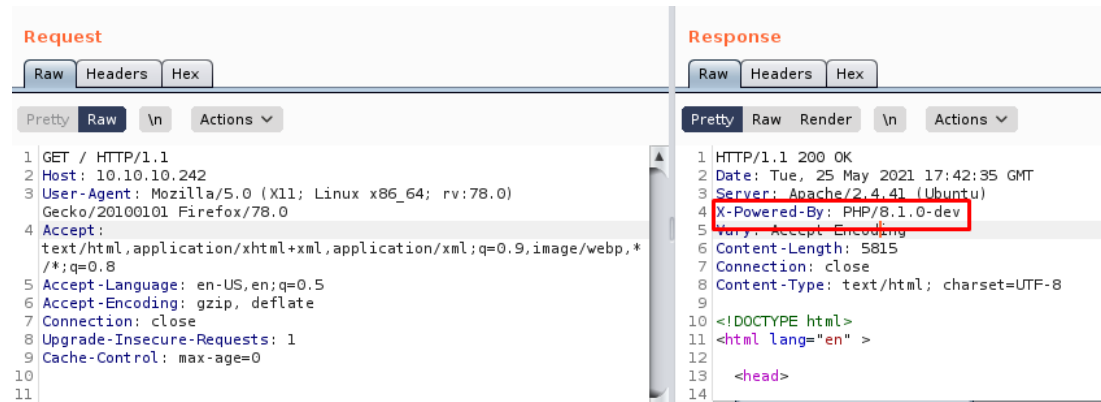 Request
Raw Headers Hex
Pretty Raw \n Actions
1 GET / HTTP/1.1
2 Host: 10.10.10.242
3 User-Agent: Mozilla/5.0 (X11; Linux x86_64; rv:78.0)
Gecko/20100101 Firefox/78.0
4 Accept:
text/html,application/xhtml+xml,application/xml;q=0.9,image/webp,*
/*;q=0.8
5 Accept-Language: en-US,en;q=0.5
6 Accept-Encoding: gzip, deflate
7 Connection: close
8 Upgrade-Insecure-Requests: 1
9 Cache-Control: max-age=0
10
11
Response
Raw Headers Hex
Pretty Raw Render \n Actions
1 HTTP/1.1 200 OK
2 Date: Tue, 25 May 2021 17:42:35 GMT
3 Server: Apache/2.4.41 (Ubuntu)
4 X-Powered-By: PHP/8.1.0-dev
5 Vary: Accept-Encoding
6 Content-Length: 5815
7 Connection: close
8 Content-Type: text/html; charset=UTF-8
9
10 <!DOCTYPE html>
11 <html lang="en" >
12
13 <head>
14